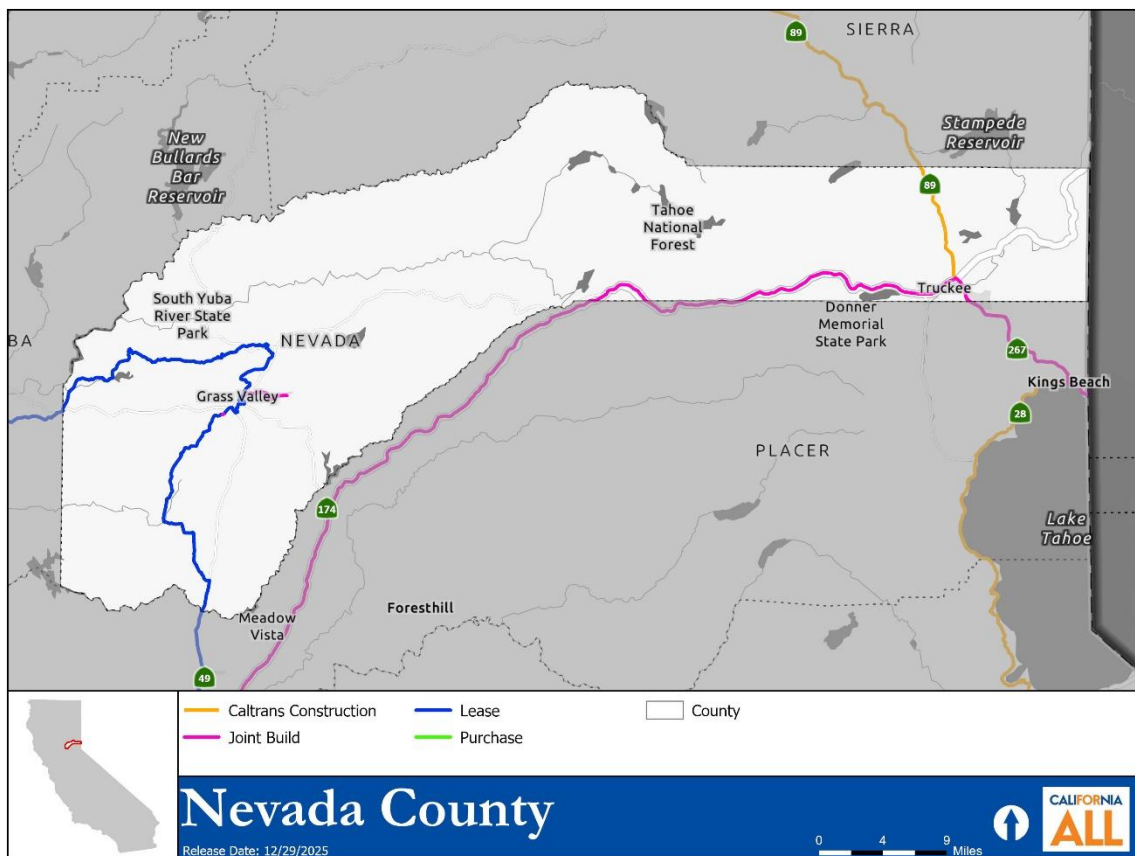 89
SIERRA
New
Bullards
Bar
Reservoir
Stampede
Reservoir
89
Tahoe
National
Forest
South Yuba
River State
Park
Truckee
BA
NEVADA
Donner
Memorial
State Park
267
Kings Beach
Grass Valley
28
PLACER
174
Lake
Tahoe
Foresthill
Meadow
Vista
49
Caltrans Construction
Lease
County
Joint Build
Purchase
Nevada County
Release Date: 12/29/2025
0 4 9
Miles
CALIFORNIA
ALL